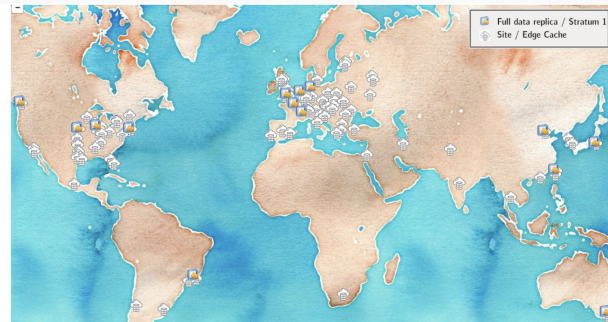 Full data replica / Stratum 1
Site / Edge Cache